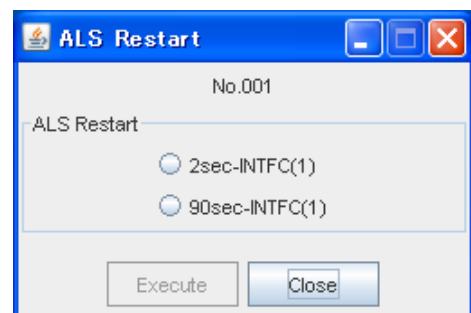 ALS Restart
No.001
ALS Restart
2sec-INTFC(1)
90sec-INTFC(1)
Execute Close